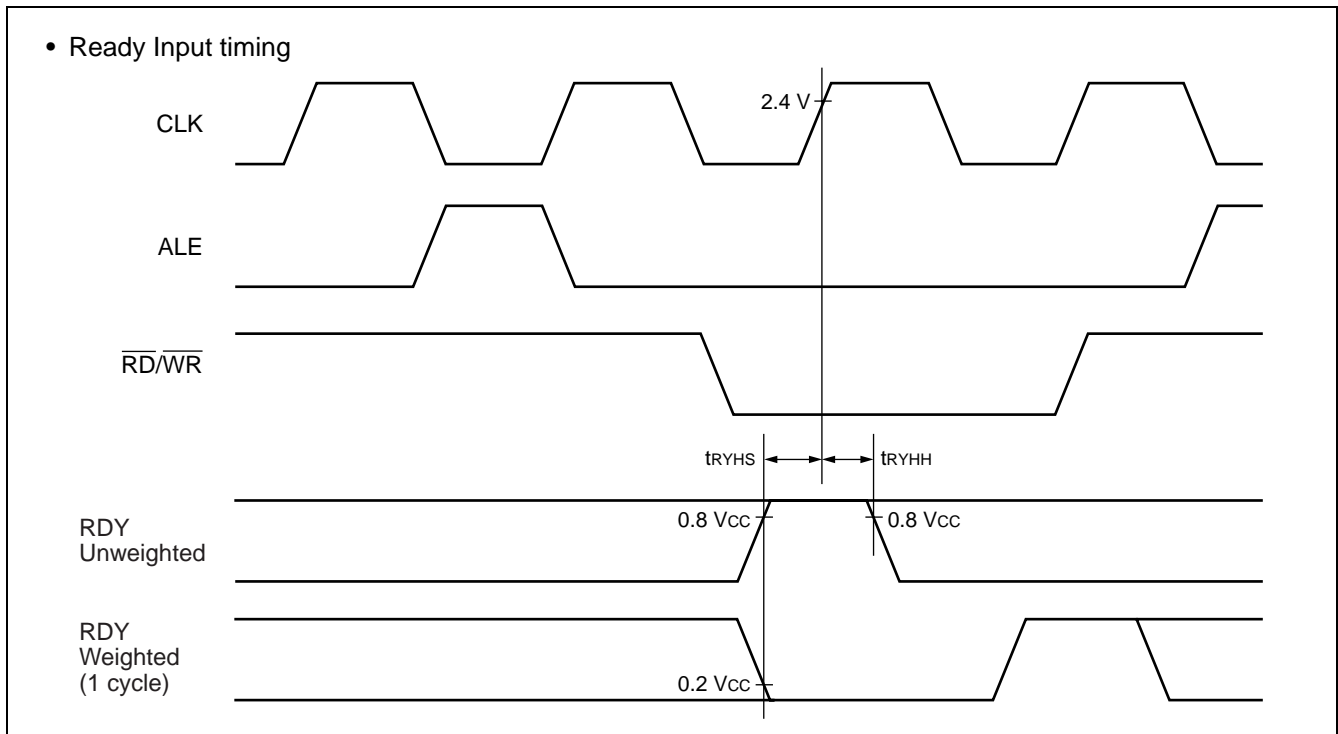 • Ready Input timing
CLK
2.4 V
ALE
RD/WR
tRYHS
tRYHH
RDY
Unweighted
0.8 VCC
0.8 VCC
RDY
Weighted
(1 cycle)
0.2 VCC